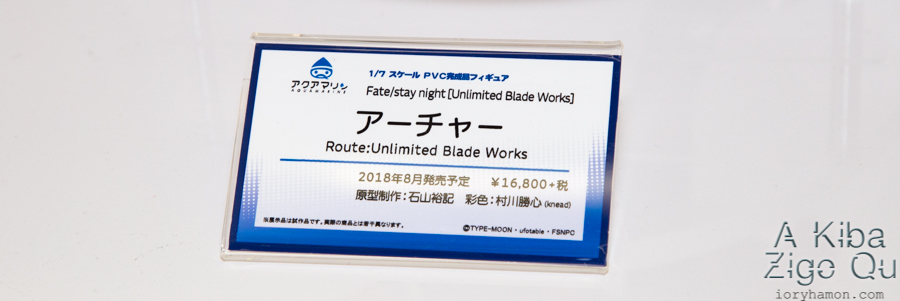 アクアマリン
AQUAMARINE
1/7 スケール PVC完成品フィギュア
Fate/stay night [Unlimited Blade Works]
アーチャー
Route:Unlimited Blade Works
2018年8月発売予定 ￥16,800+税
原型制作：石山裕記 彩色：村川勝心 (knead)
※展示品は試作品です。実際の商品とは若干異なります。
©TYPE-MOON・ufotable・FSNPC
A Kiba
Zigo Qu
ioryhamon.com